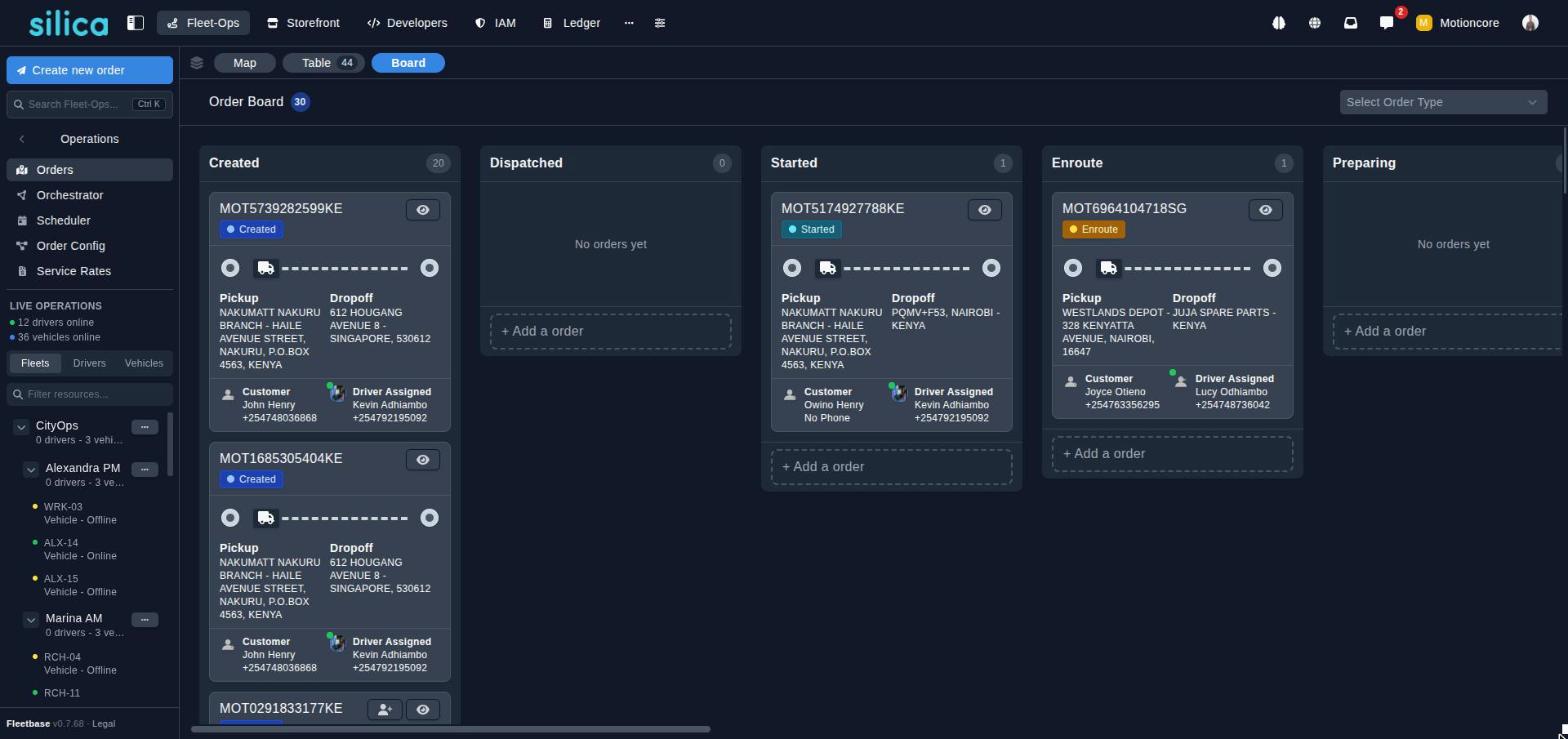 silica
Fleet-Ops
Storefront
Developers
IAM
Ledger
2
M
Motioncore
Create new order
Search Fleet-Ops...
Ctrl K
Operations
Orders
Orchestrator
Scheduler
Order Config
Service Rates
LIVE OPERATIONS
12 drivers online
36 vehicles online
Fleets
Drivers
Vehicles
Filter resources...
CityOps
0 drivers - 3 vehi...
Alexandra PM
0 drivers - 3 ve...
WRK-03
Vehicle - Offline
ALX-14
Vehicle - Online
ALX-15
Vehicle - Offline
Marina AM
0 drivers - 3 ve...
RCH-04
Vehicle - Offline
RCH-11
Fleetbase v0.7.68 · Legal
Map
Table 44
Board
Order Board 30
Select Order Type
Created 20
MOT5739282599KE
Created
Pickup
NAKUMATT NAKURU
BRANCH - HAILE
AVENUE STREET,
NAKURU, P.O.BOX
4563, KENYA
Dropoff
612 HOUGANG
AVENUE 8 -
SINGAPORE, 530612
Customer
John Henry
+254748036868
Driver Assigned
Kevin Adhiambo
+254792195092
MOT1685305404KE
Created
Pickup
NAKUMATT NAKURU
BRANCH - HAILE
AVENUE STREET,
NAKURU, P.O.BOX
4563, KENYA
Dropoff
612 HOUGANG
AVENUE 8 -
SINGAPORE, 530612
Customer
John Henry
+254748036868
Driver Assigned
Kevin Adhiambo
+254792195092
MOT0291833177KE
Dispatched 0
No orders yet
+ Add a order
Started 1
MOT5174927788KE
Started
Pickup
NAKUMATT NAKURU
BRANCH - HAILE
AVENUE STREET,
NAKURU, P.O.BOX
4563, KENYA
Dropoff
PQMV+F53, NAIROBI -
KENYA
Customer
Owino Henry
No Phone
Driver Assigned
Kevin Adhiambo
+254792195092
+ Add a order
Enroute 1
MOT6964104718SG
Enroute
Pickup
WESTLANDS DEPOT -
328 KENYATTA
AVENUE, NAIROBI,
16647
Dropoff
JUJA SPARE PARTS -
KENYA
Customer
Joyce Otieno
+254763356295
Driver Assigned
Lucy Odhiambo
+254748736042
+ Add a order
Preparing
No orders yet
+ Add a order